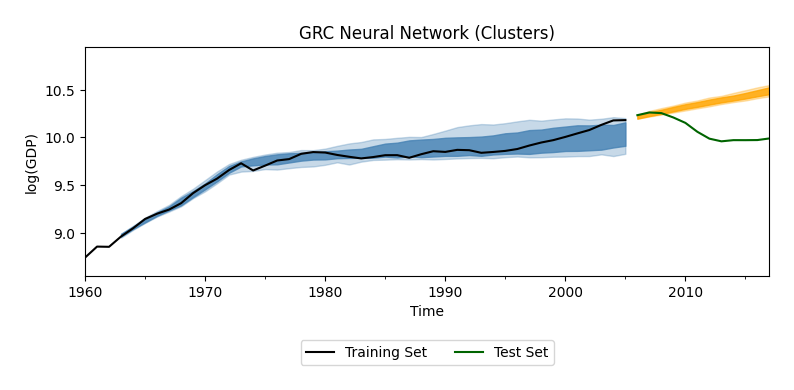 GRC Neural Network (Clusters)
log(GDP)
10.5
10.0
9.5
9.0
1960 1970 1980 1990 2000 2010
Time
Training Set Test Set